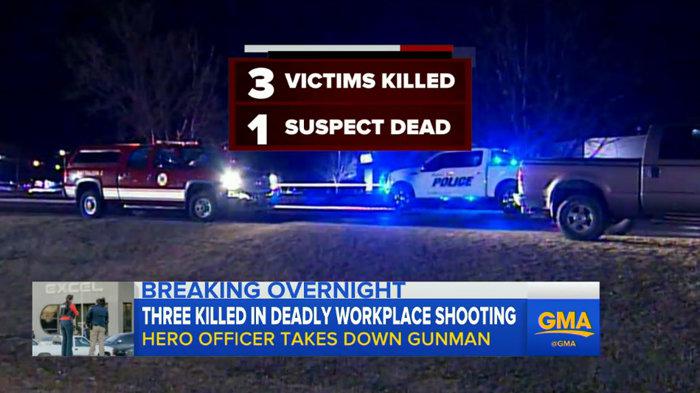 3 VICTIMS KILLED
1 SUSPECT DEAD
POLICE
EXCEL
BREAKING OVERNIGHT
THREE KILLED IN DEADLY WORKPLACE SHOOTING
HERO OFFICER TAKES DOWN GUNMAN
GMA
@GMA